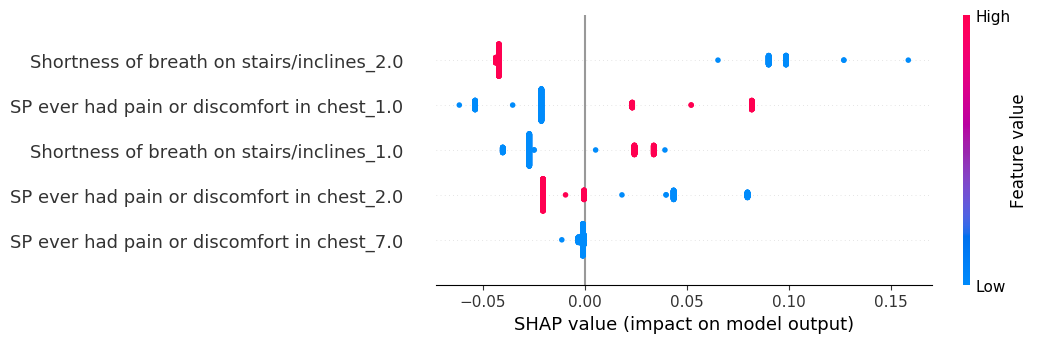 High
Shortness of breath on stairs/inclines_2.0
SP ever had pain or discomfort in chest_1.0
Shortness of breath on stairs/inclines_1.0
SP ever had pain or discomfort in chest_2.0
SP ever had pain or discomfort in chest_7.0
Feature value
Low
−0.05 0.00 0.05 0.10 0.15
SHAP value (impact on model output)